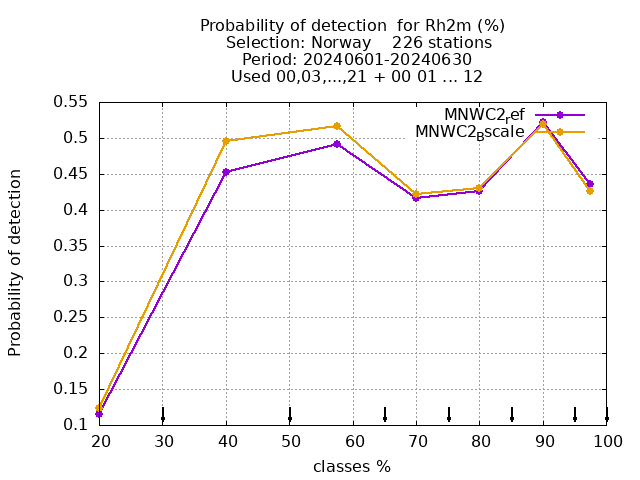 Probability of detection  for Rh2m (%)
Selection: Norway    226 stations
Period: 20240601-20240630
Used 00,03,...,21 + 00 01 ... 12
MNWC2ref
MNWC2Bscale
0.55
0.5
0.45
0.4
0.35
0.3
0.25
0.2
0.15
0.1
Probability of detection
20 30 40 50 60 70 80 90 100
classes %